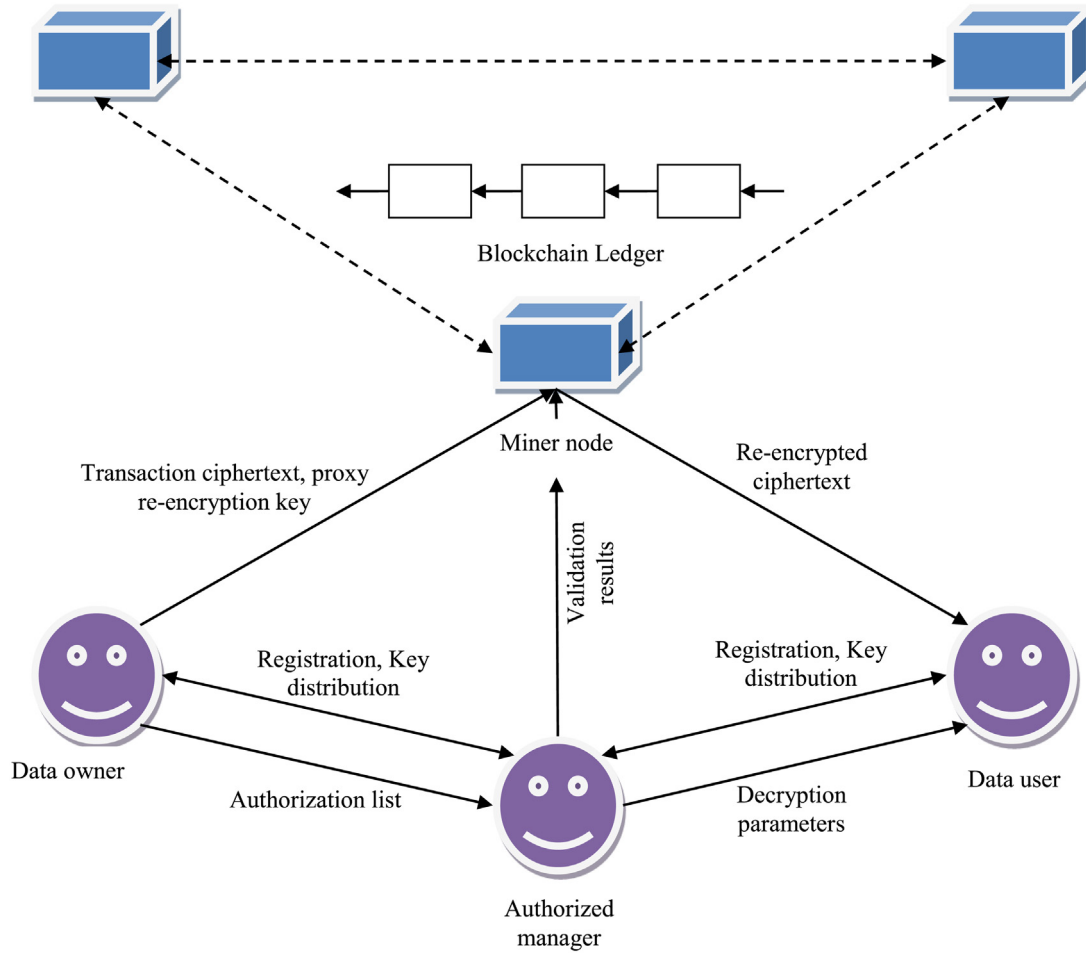 Blockchain Ledger
Miner node
Transaction ciphertext, proxy
re-encryption key
Re-encrypted
ciphertext
Validation
results
Registration, Key
distribution
Registration, Key
distribution
Data owner
Authorization list
Decryption
parameters
Data user
Authorized
manager